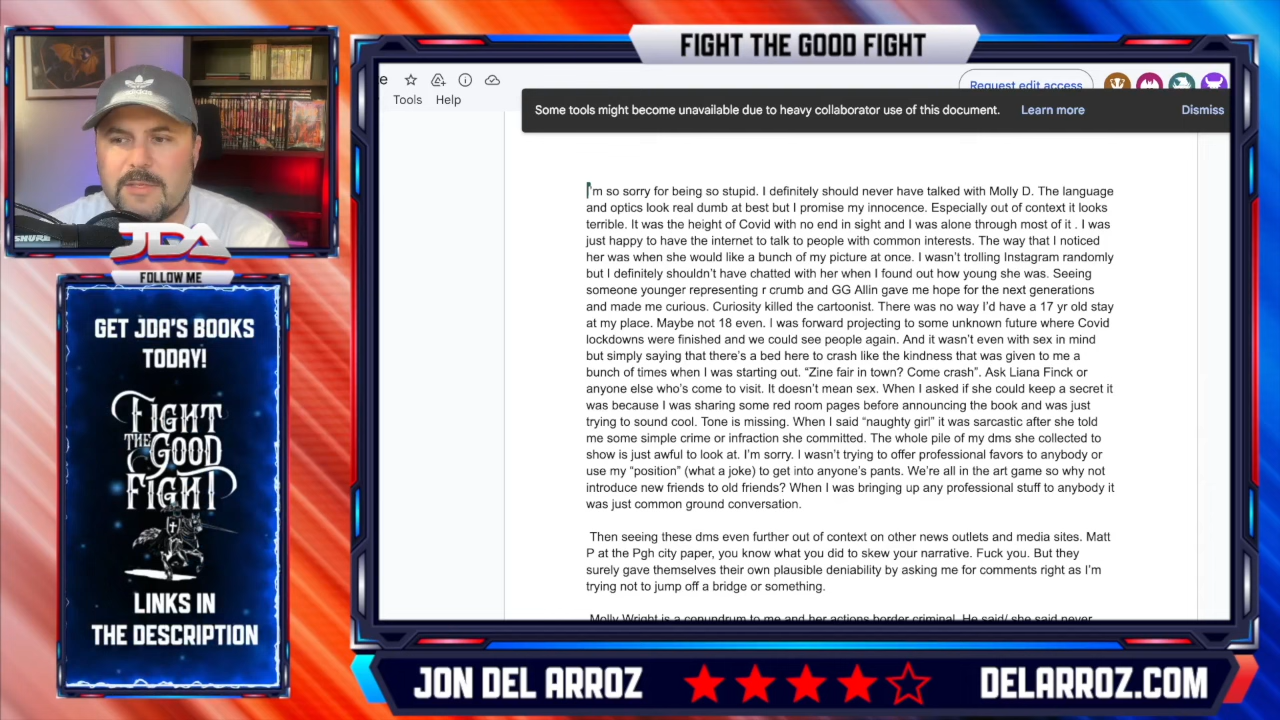 FIGHT THE GOOD FIGHT
e
Request edit access
Tools Help
Some tools might become unavailable due to heavy collaborator use of this document. Learn more Dismiss
adidas
SHURE
JDA
FOLLOW ME
GET JDA'S BOOKS
TODAY!
FIGHT
THE
GOOD
FIGHT
LINKS IN
THE DESCRIPTION
I'm so sorry for being so stupid. I definitely should never have talked with Molly D. The language
and optics look real dumb at best but I promise my innocence. Especially out of context it looks
terrible. It was the height of Covid with no end in sight and I was alone through most of it . I was
just happy to have the internet to talk to people with common interests. The way that I noticed
her was when she would like a bunch of my picture at once. I wasn't trolling Instagram randomly
but I definitely shouldn't have chatted with her when I found out how young she was. Seeing
someone younger representing r crumb and GG Allin gave me hope for the next generations
and made me curious. Curiosity killed the cartoonist. There was no way I'd have a 17 yr old stay
at my place. Maybe not 18 even. I was forward projecting to some unknown future where Covid
lockdowns were finished and we could see people again. And it wasn't even with sex in mind
but simply saying that there's a bed here to crash like the kindness that was given to me a
bunch of times when I was starting out. “Zine fair in town? Come crash”. Ask Liana Finck or
anyone else who's come to visit. It doesn't mean sex. When I asked if she could keep a secret it
was because I was sharing some red room pages before announcing the book and was just
trying to sound cool. Tone is missing. When I said “naughty girl” it was sarcastic after she told
me some simple crime or infraction she committed. The whole pile of my dms she collected to
show is just awful to look at. I'm sorry. I wasn't trying to offer professional favors to anybody or
use my “position” (what a joke) to get into anyone's pants. We're all in the art game so why not
introduce new friends to old friends? When I was bringing up any professional stuff to anybody it
was just common ground conversation.
Then seeing these dms even further out of context on other news outlets and media sites. Matt
P at the Pgh city paper, you know what you did to skew your narrative. Fuck you. But they
surely gave themselves their own plausible deniability by asking me for comments right as I'm
trying not to jump off a bridge or something.
Molly Wright is a conundrum to me and her actions border criminal. He said/ she said never
JON DEL ARROZ
DELARROZ.COM